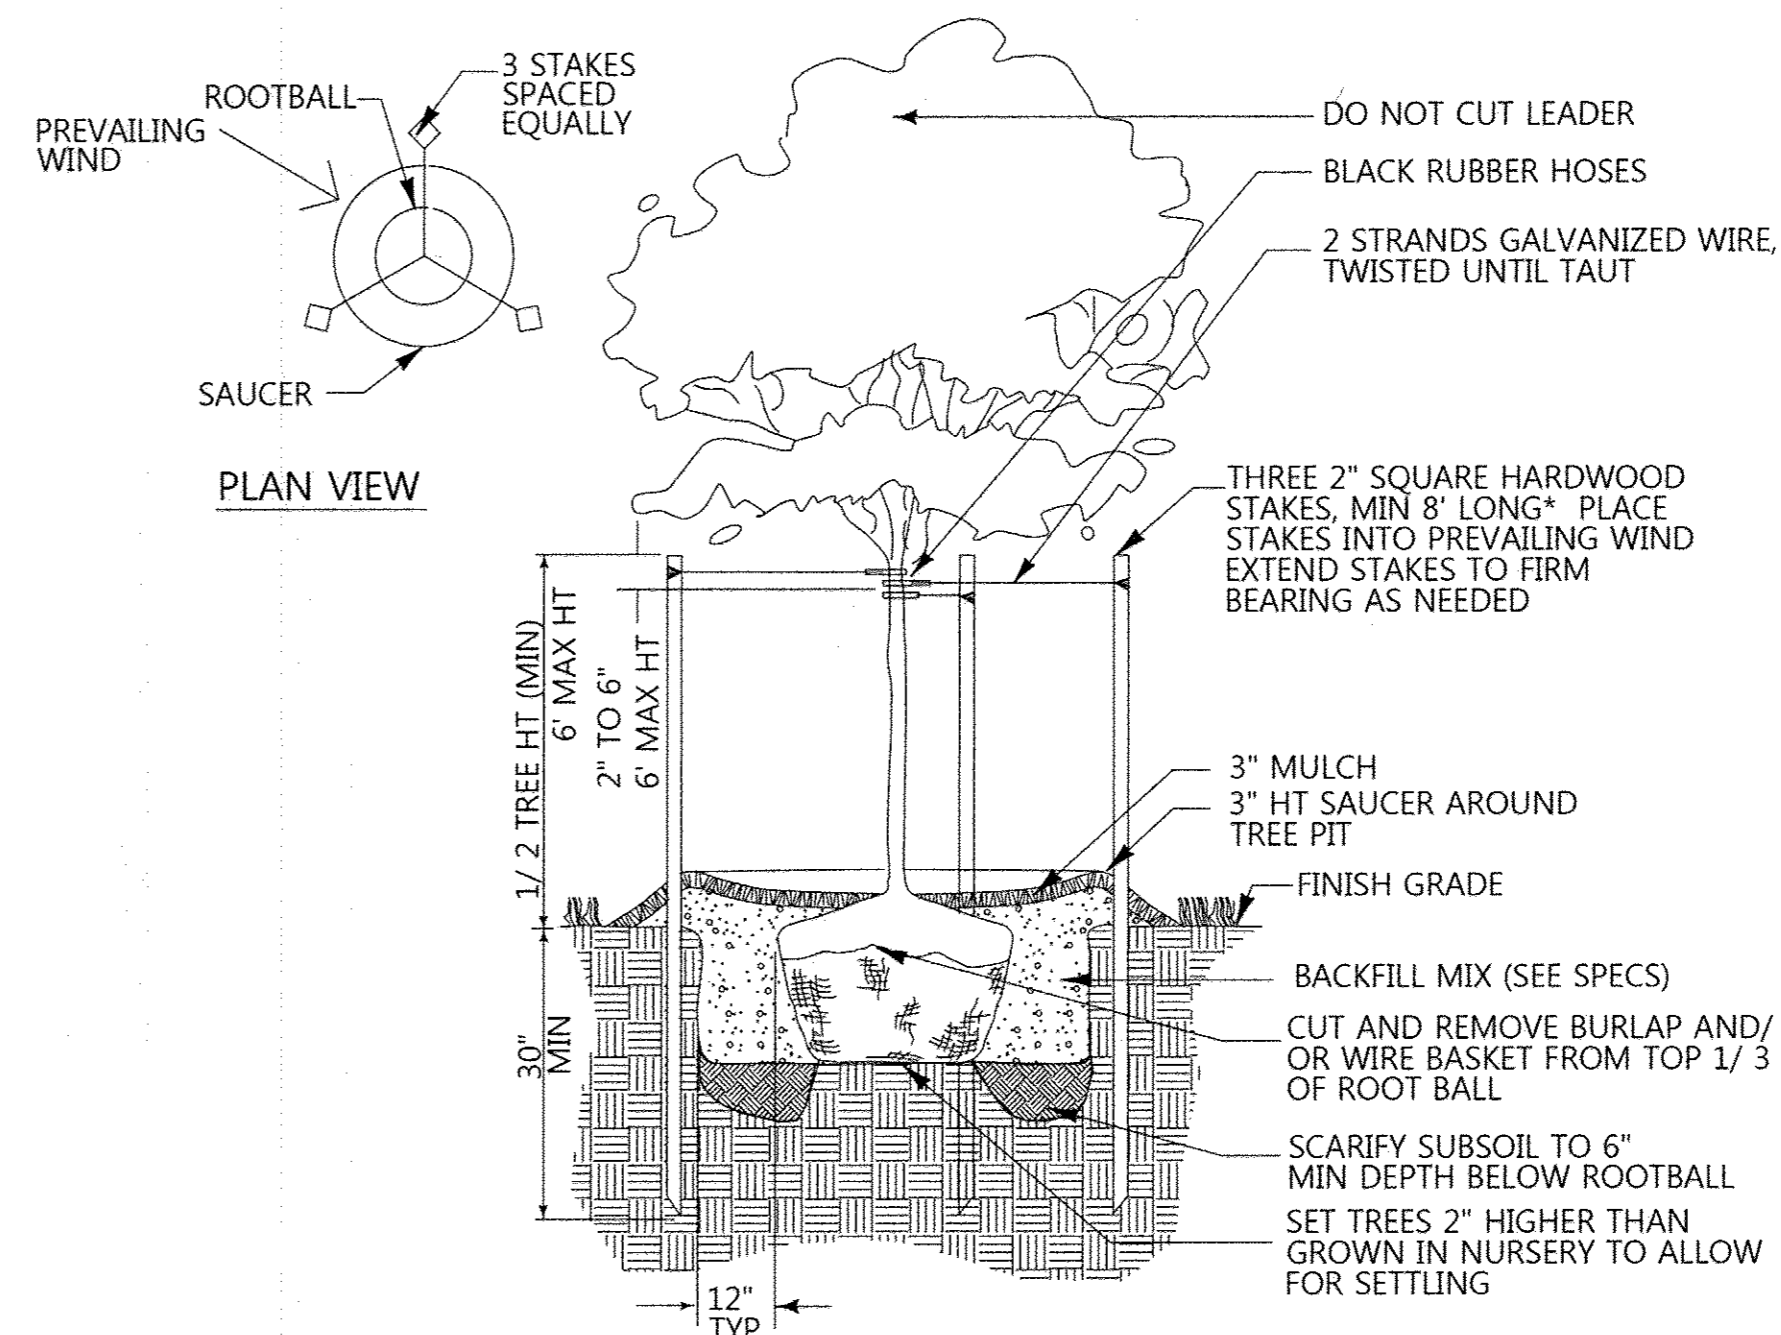 3 STAKES
SPACED
EQUALLY
ROOTBALL
PREVAILING
WIND
SAUCER
PLAN VIEW
DO NOT CUT LEADER
BLACK RUBBER HOSES
2 STRANDS GALVANIZED WIRE,
TWISTED UNTIL TAUT
THREE 2" SQUARE HARDWOOD
STAKES, MIN 8' LONG* PLACE
STAKES INTO PREVAILING WIND
EXTEND STAKES TO FIRM
BEARING AS NEEDED
1/ 2 TREE HT (MIN)
6' MAX HT
2" TO 6"
6' MAX HT
3" MULCH
3" HT SAUCER AROUND
TREE PIT
FINISH GRADE
BACKFILL MIX (SEE SPECS)
CUT AND REMOVE BURLAP AND/
OR WIRE BASKET FROM TOP 1/ 3
OF ROOT BALL
30"
MIN
SCARIFY SUBSOIL TO 6"
MIN DEPTH BELOW ROOTBALL
SET TREES 2" HIGHER THAN
GROWN IN NURSERY TO ALLOW
FOR SETTLING
12"
TYP